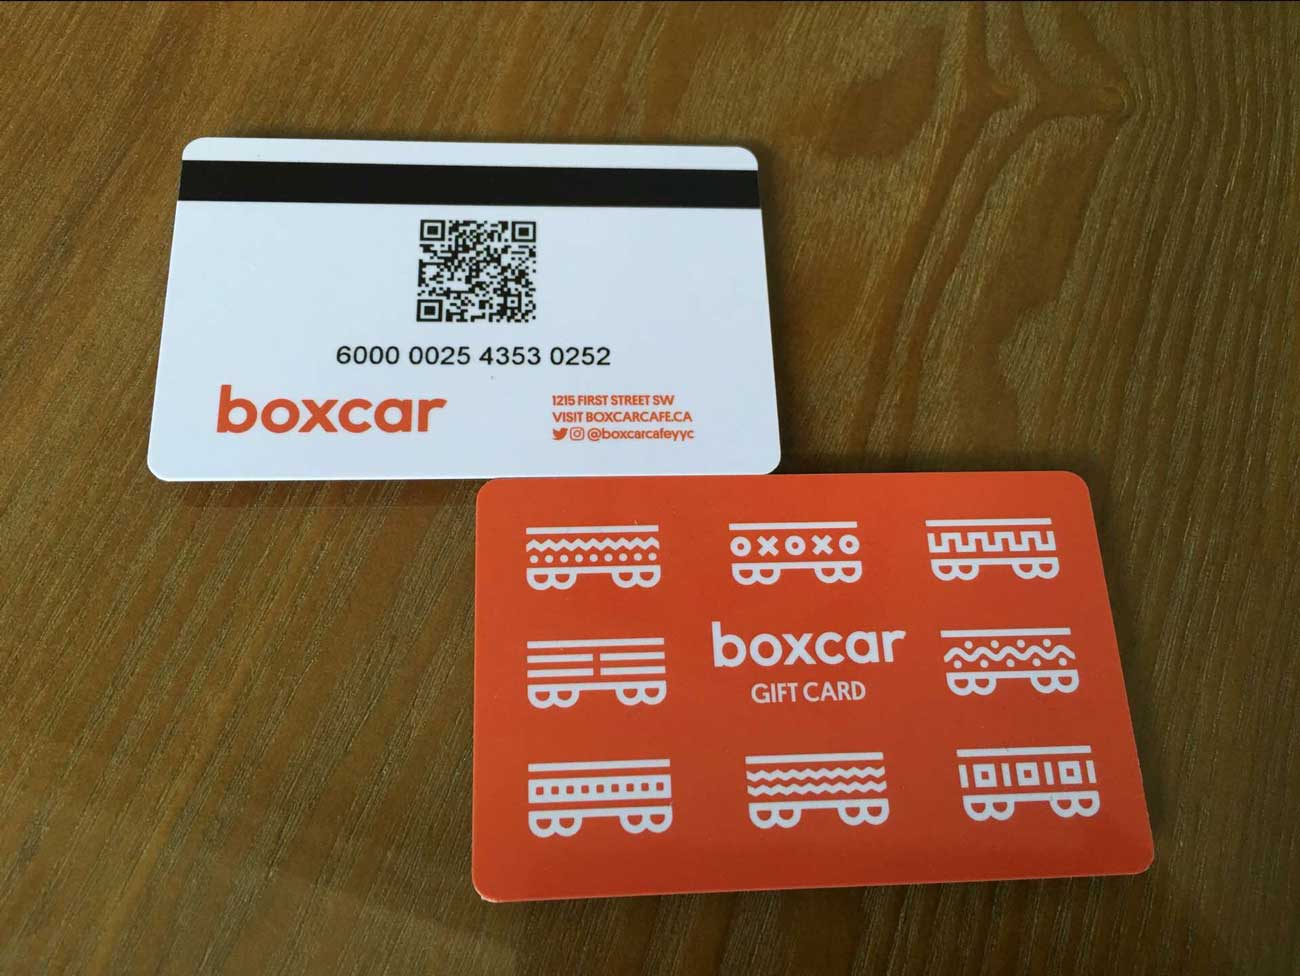 6000 0025 4353 0252
boxcar
1215 FIRST STREET SW
VISIT BOXCARCAFE.CA
@boxcarcafeyyc
boxcar
GIFT CARD